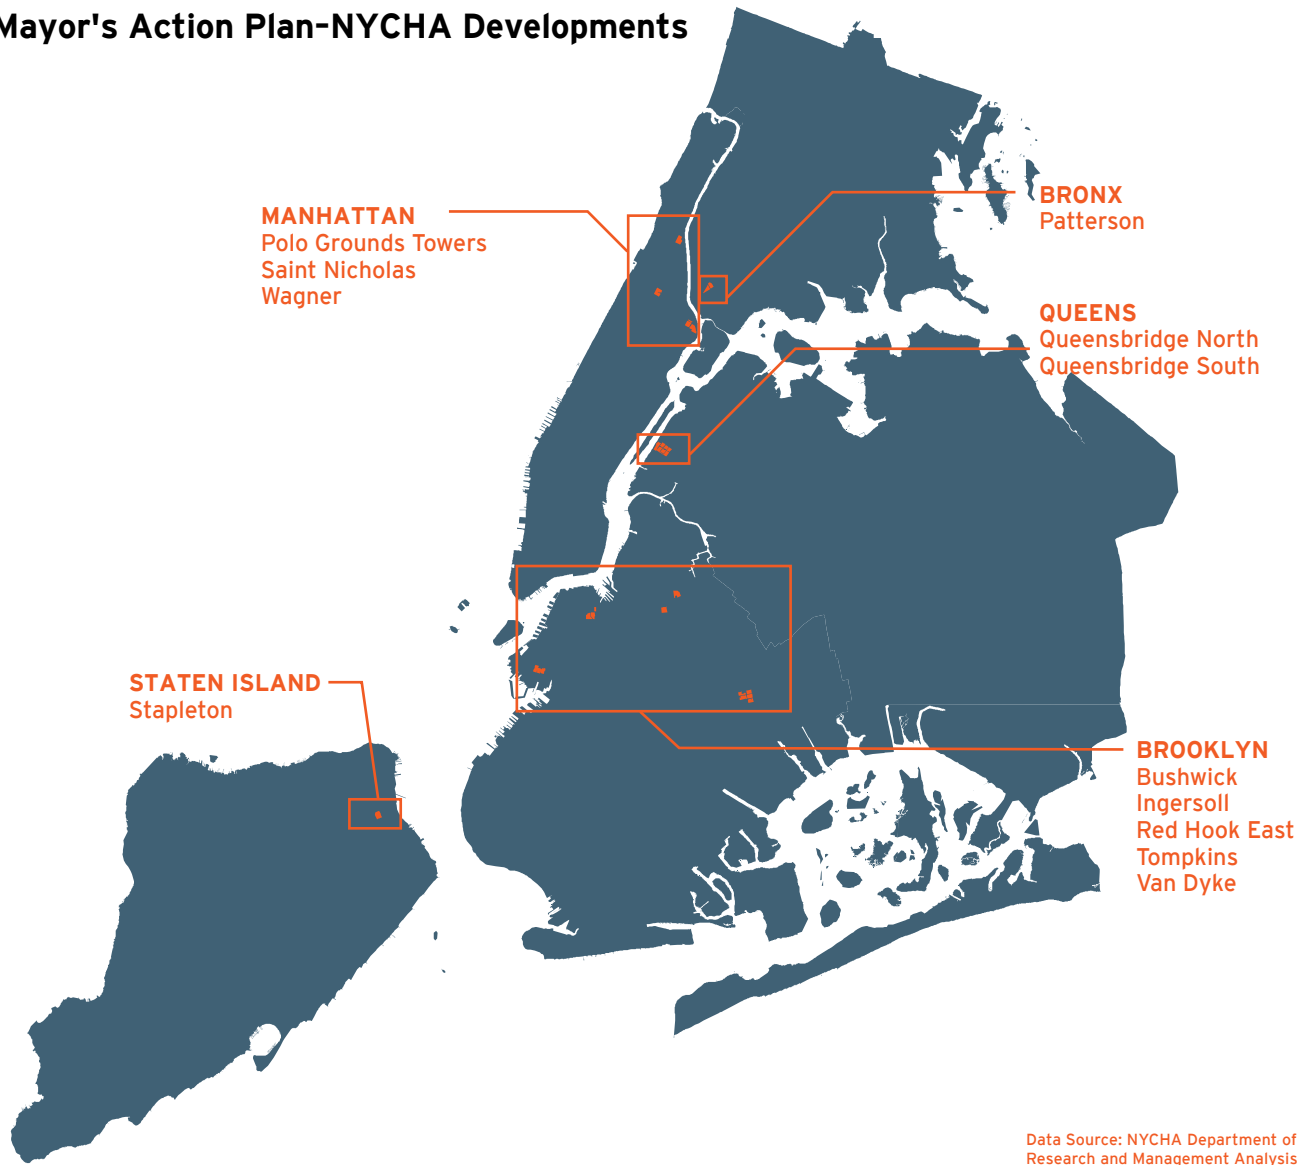 Mayor's Action Plan-NYCHA Developments
MANHATTAN
Polo Grounds Towers
Saint Nicholas
Wagner
BRONX
Patterson
QUEENS
Queensbridge North
Queensbridge South
STATEN ISLAND
Stapleton
BROOKLYN
Bushwick
Ingersoll
Red Hook East
Tompkins
Van Dyke
Data Source: NYCHA Department of
Research and Management Analysis